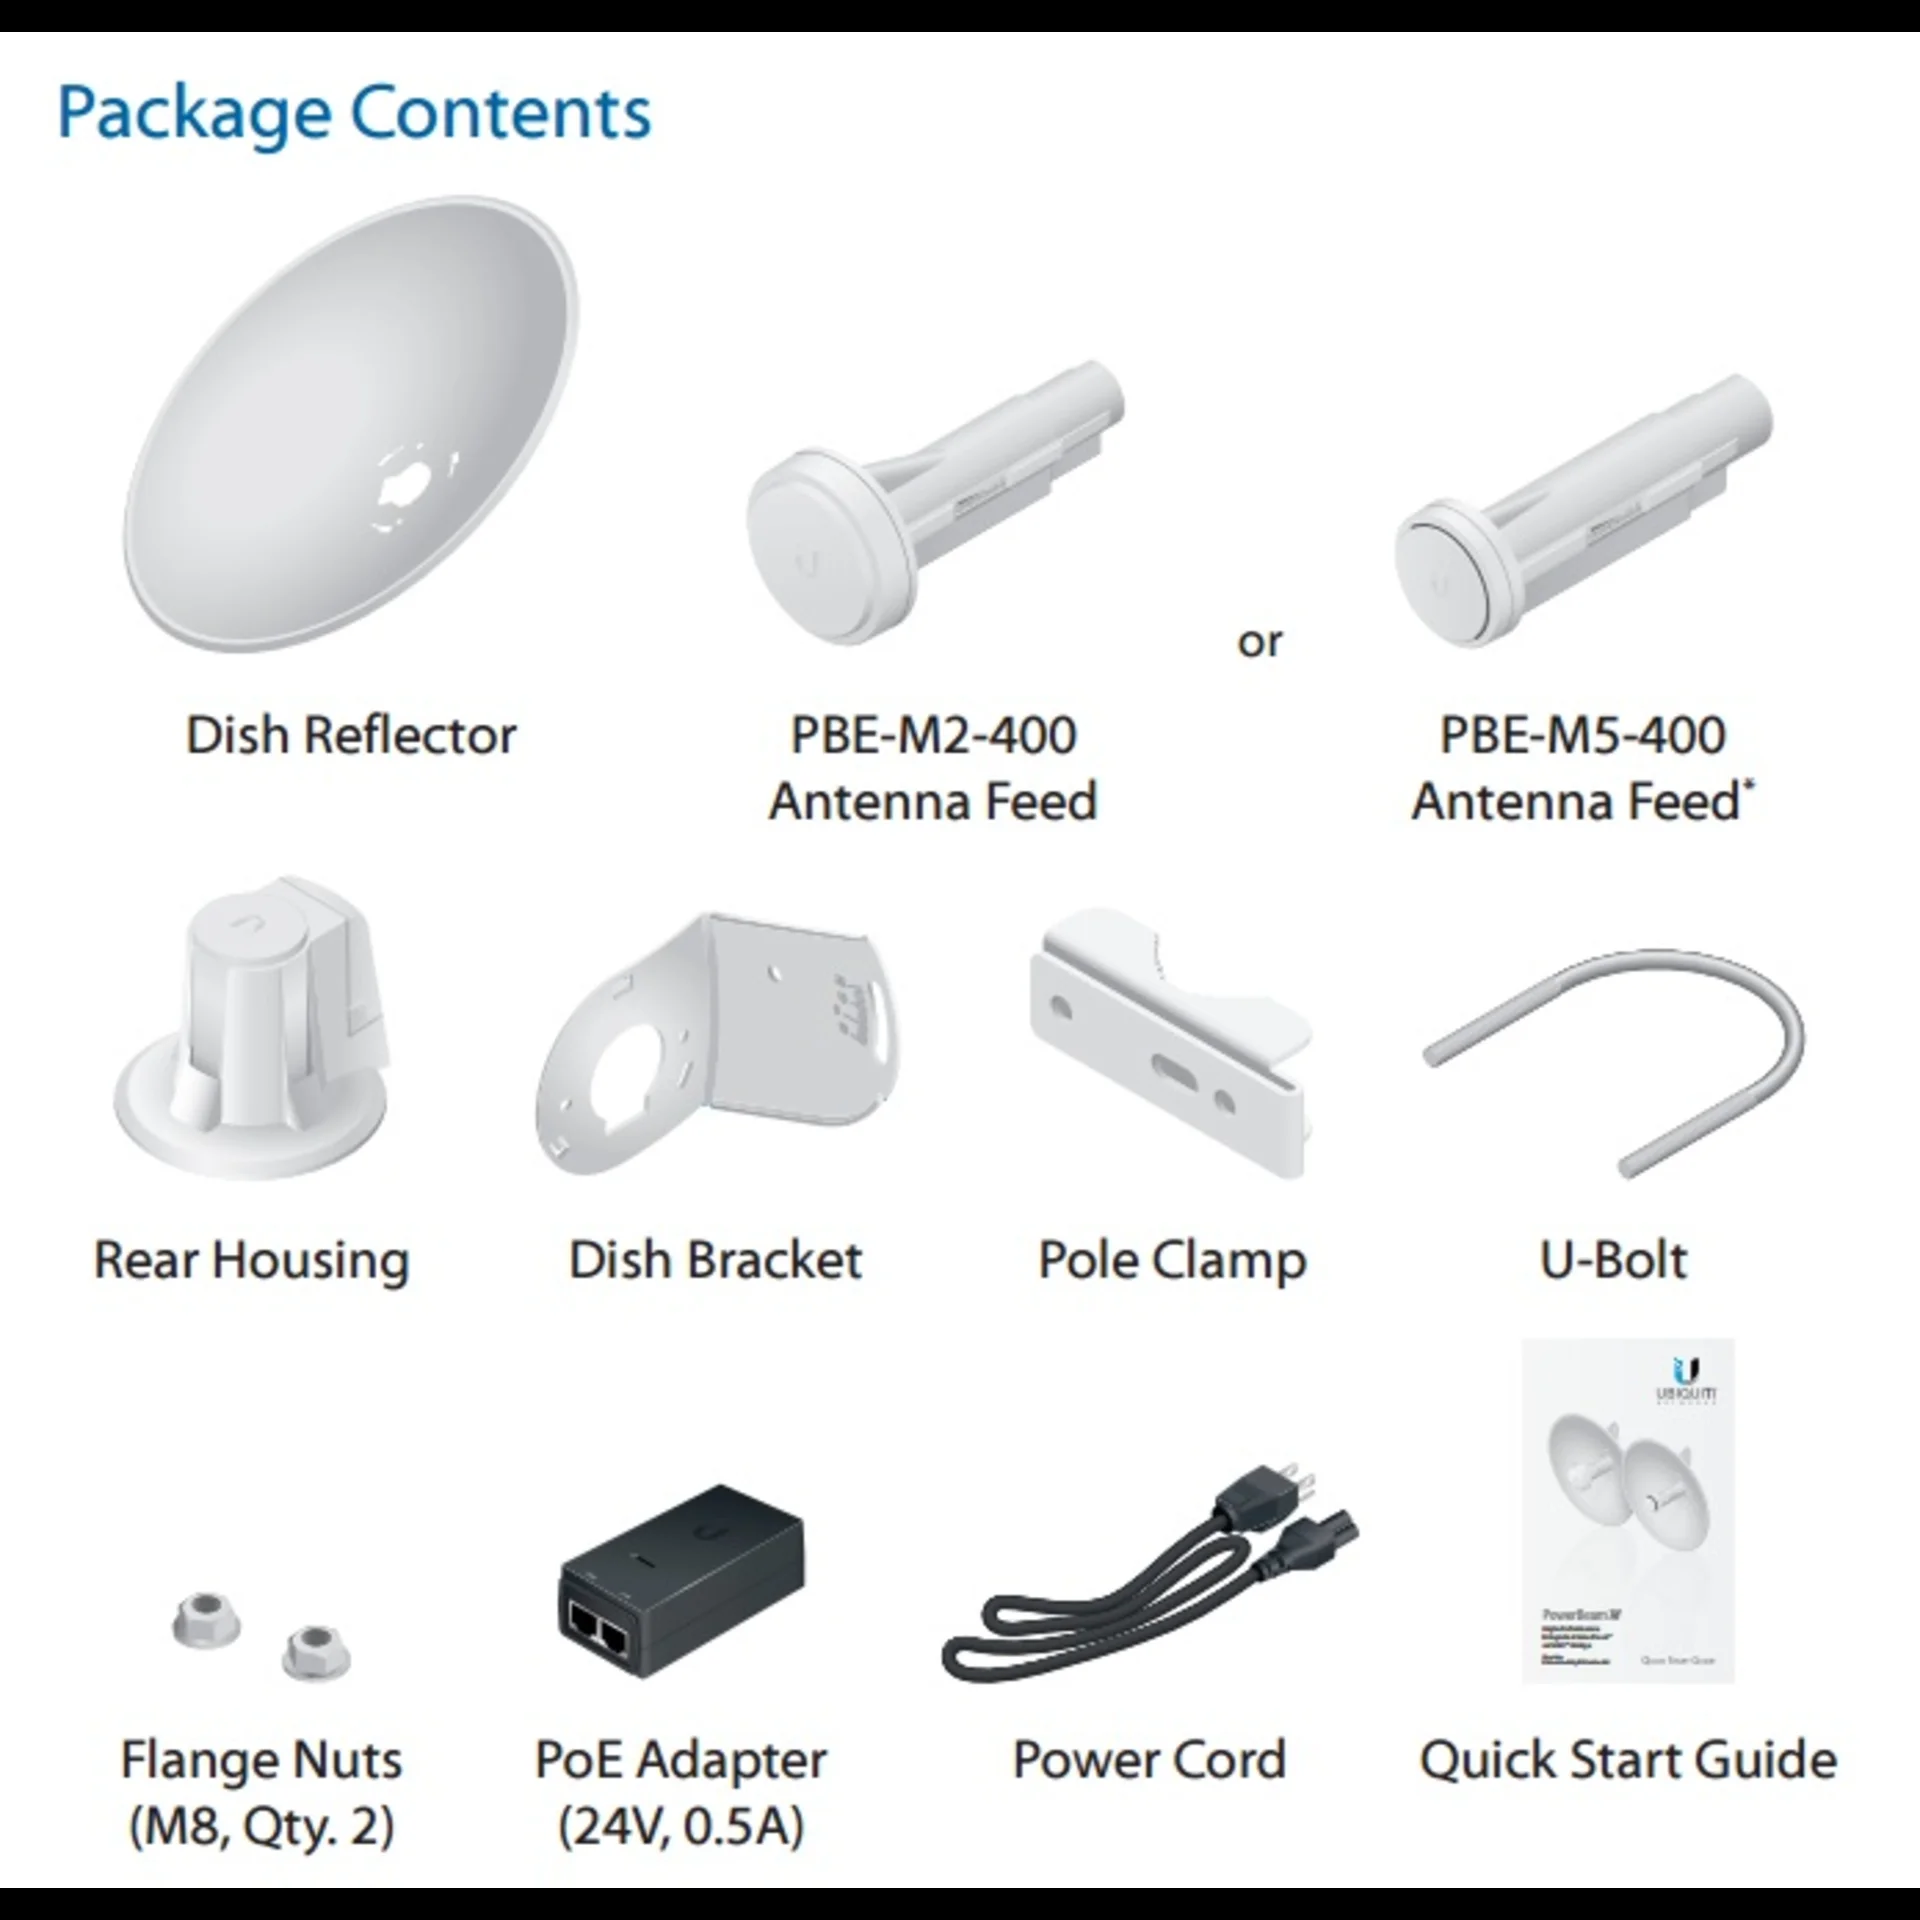 Package Contents
or
Dish Reflector
PBE-M2-400
Antenna Feed
PBE-M5-400
Antenna Feed*
Rear Housing
Dish Bracket
Pole Clamp
U-Bolt
UBIQUITI
NETWORKS
PowerBeam M
Quick Start Guide
Flange Nuts
(M8, Qty. 2)
PoE Adapter
(24V, 0.5A)
Power Cord
Quick Start Guide